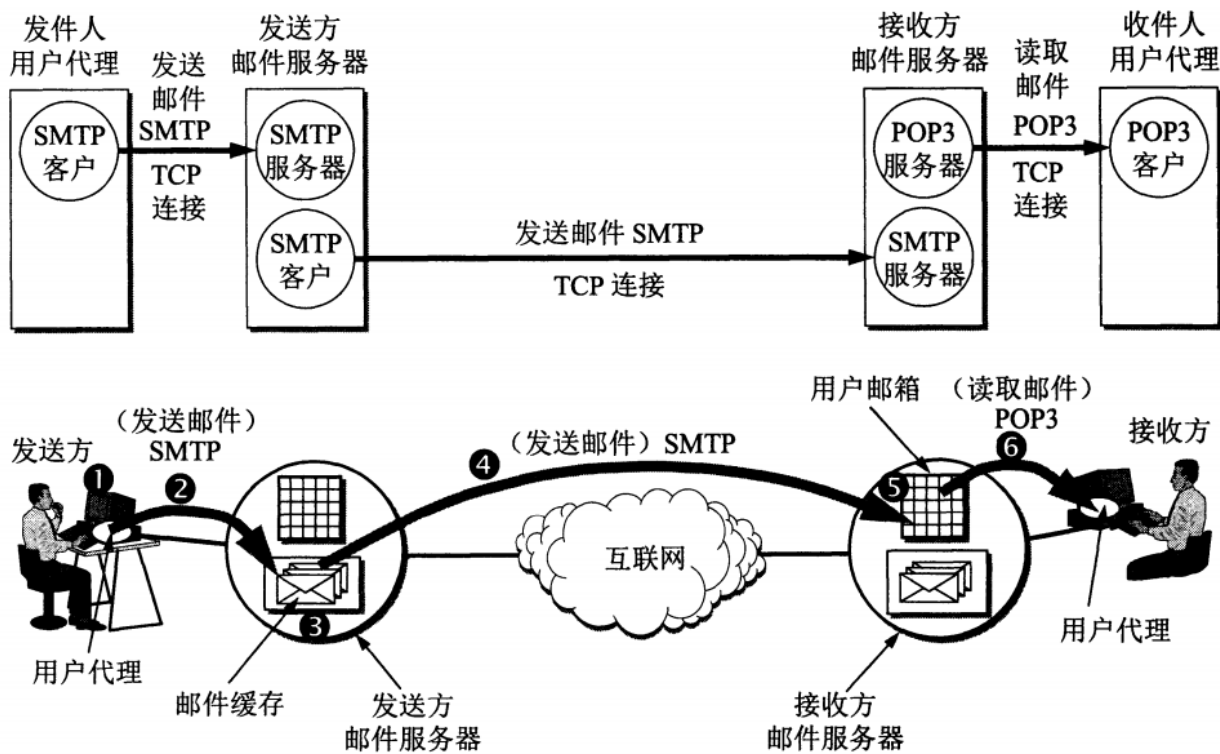 发件人
用户代理
发送
邮件
SMTP
TCP
连接
发送方
邮件服务器
接收方
邮件服务器
读取
邮件
POP3
TCP
连接
收件人
用户代理
SMTP
客户
SMTP
服务器
SMTP
客户
发送邮件 SMTP
TCP 连接
POP3
服务器
SMTP
服务器
POP3
客户
发送方
(发送邮件)
SMTP
(发送邮件) SMTP
用户邮箱
(读取邮件)
POP3
接收方
❶
❷
❸
❹
❺
❻
互联网
用户代理
邮件缓存
发送方
邮件服务器
接收方
邮件服务器
用户代理